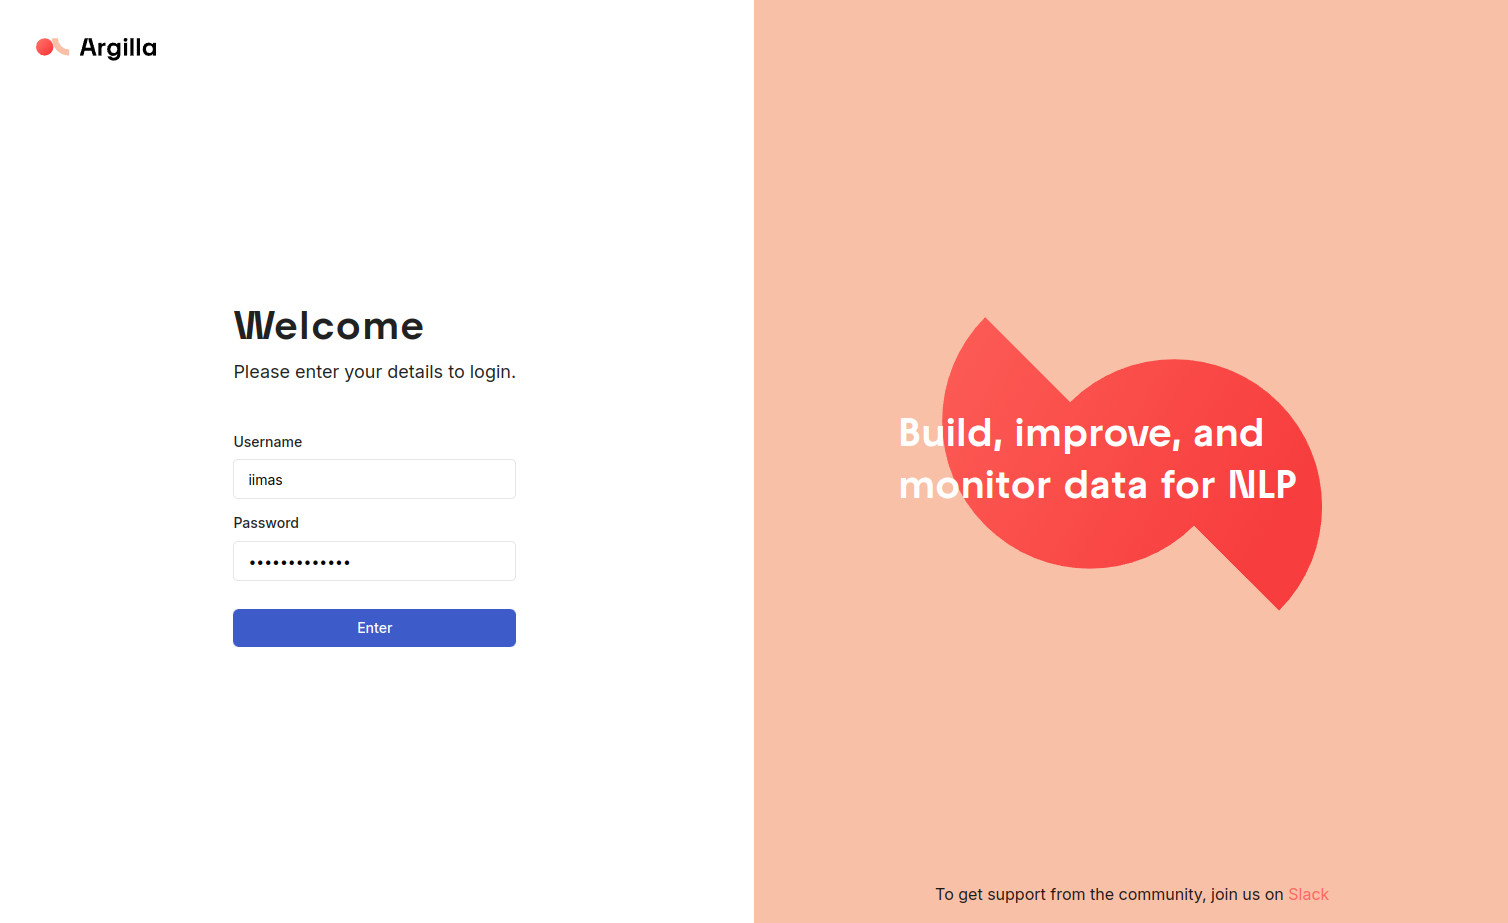 Argilla
Welcome
Please enter your details to login.
Username
iimas
Password
•••••••••••••
Enter
Build, improve, and
monitor data for NLP
To get support from the community, join us on Slack